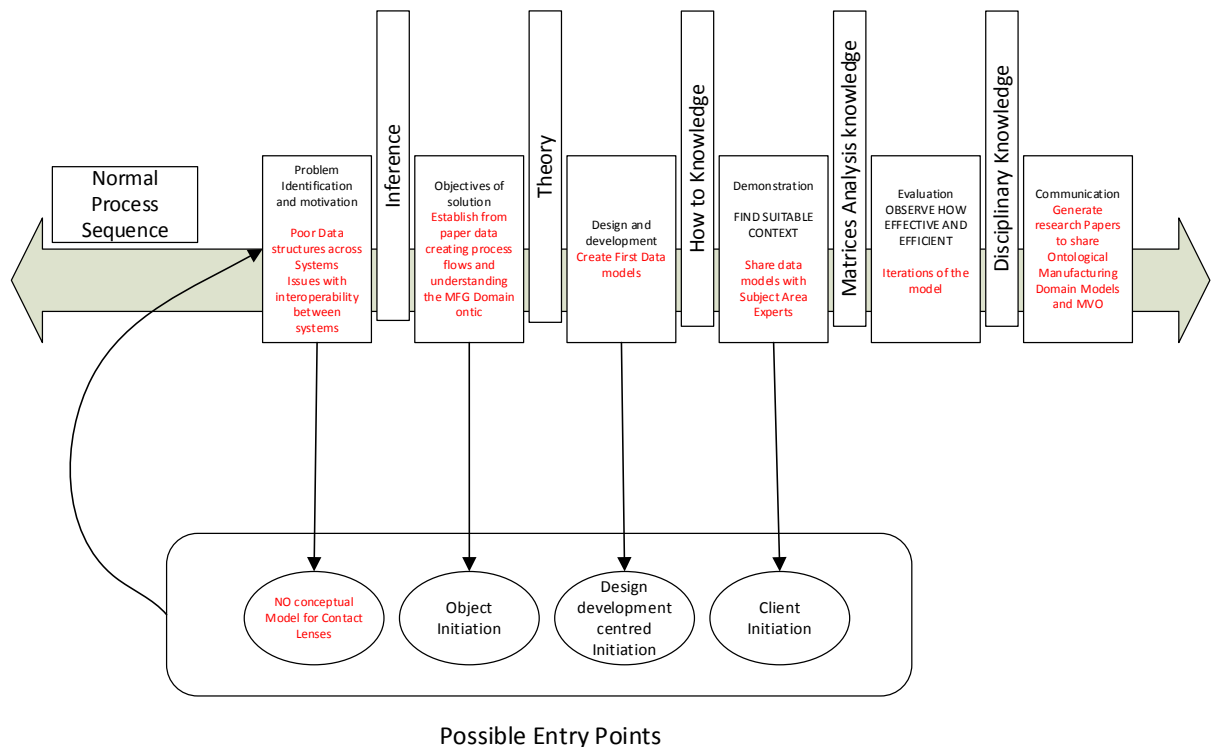 Normal
Process
Sequence
Problem
Identification
and motivation
Poor Data
structures across
Systems
Issues with
interoperability
between
systems
Inference
Objectives of
solution
Establish from
paper data
creating process
flows and
understanding
the MFG Domain
ontic
Theory
Design and
development
Create First Data
models
How to Knowledge
Demonstration
FIND SUITABLE
CONTEXT
Share data
models with
Subject Area
Experts
Matrices Analysis knowledge
Evaluation
OBSERVE HOW
EFFECTIVE AND
EFFICIENT
Iterations of the
model
Disciplinary Knowledge
Communication
Generate
research Papers
to share
Ontological
Manufacturing
Domain Models
and MVO
NO conceptual
Model for Contact
Lenses
Object
Initiation
Design
development
centred
Initiation
Client
Initiation
Possible Entry Points